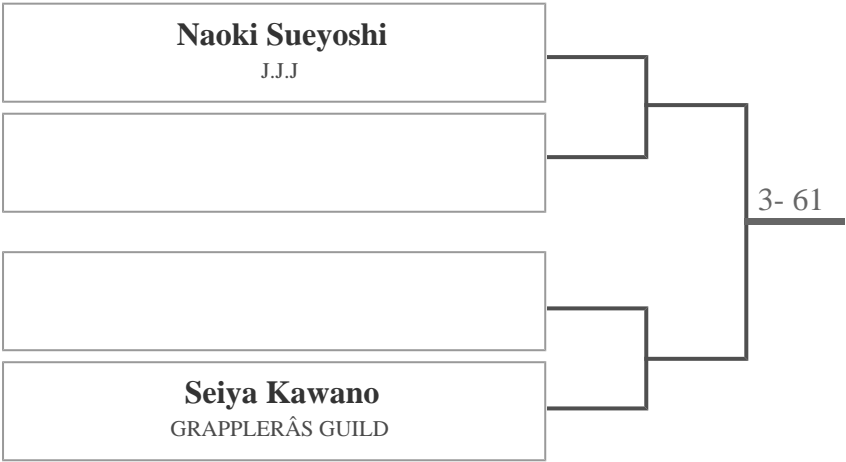 Naoki Sueyoshi
J.J.J
3- 61
Seiya Kawano
GRAPPLERÂS GUILD